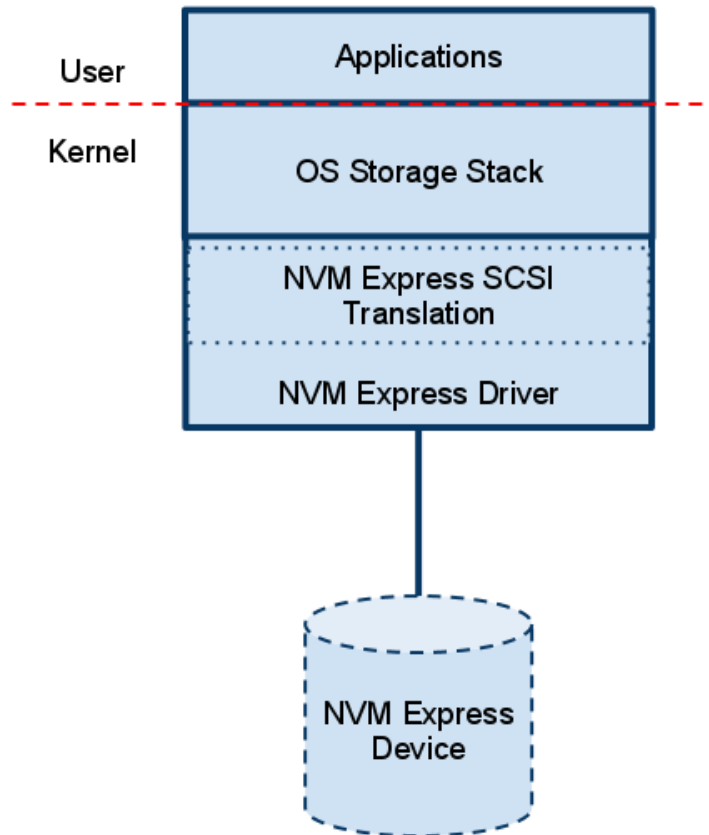 Applications
User
Kernel
OS Storage Stack
NVM Express SCSI
Translation
NVM Express Driver
NVM Express
Device